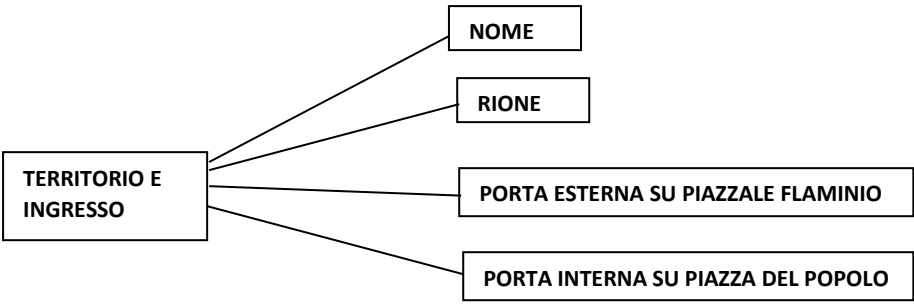 NOME
RIONE
TERRITORIO E
INGRESSO
PORTA ESTERNA SU PIAZZALE FLAMINIO
PORTA INTERNA SU PIAZZA DEL POPOLO